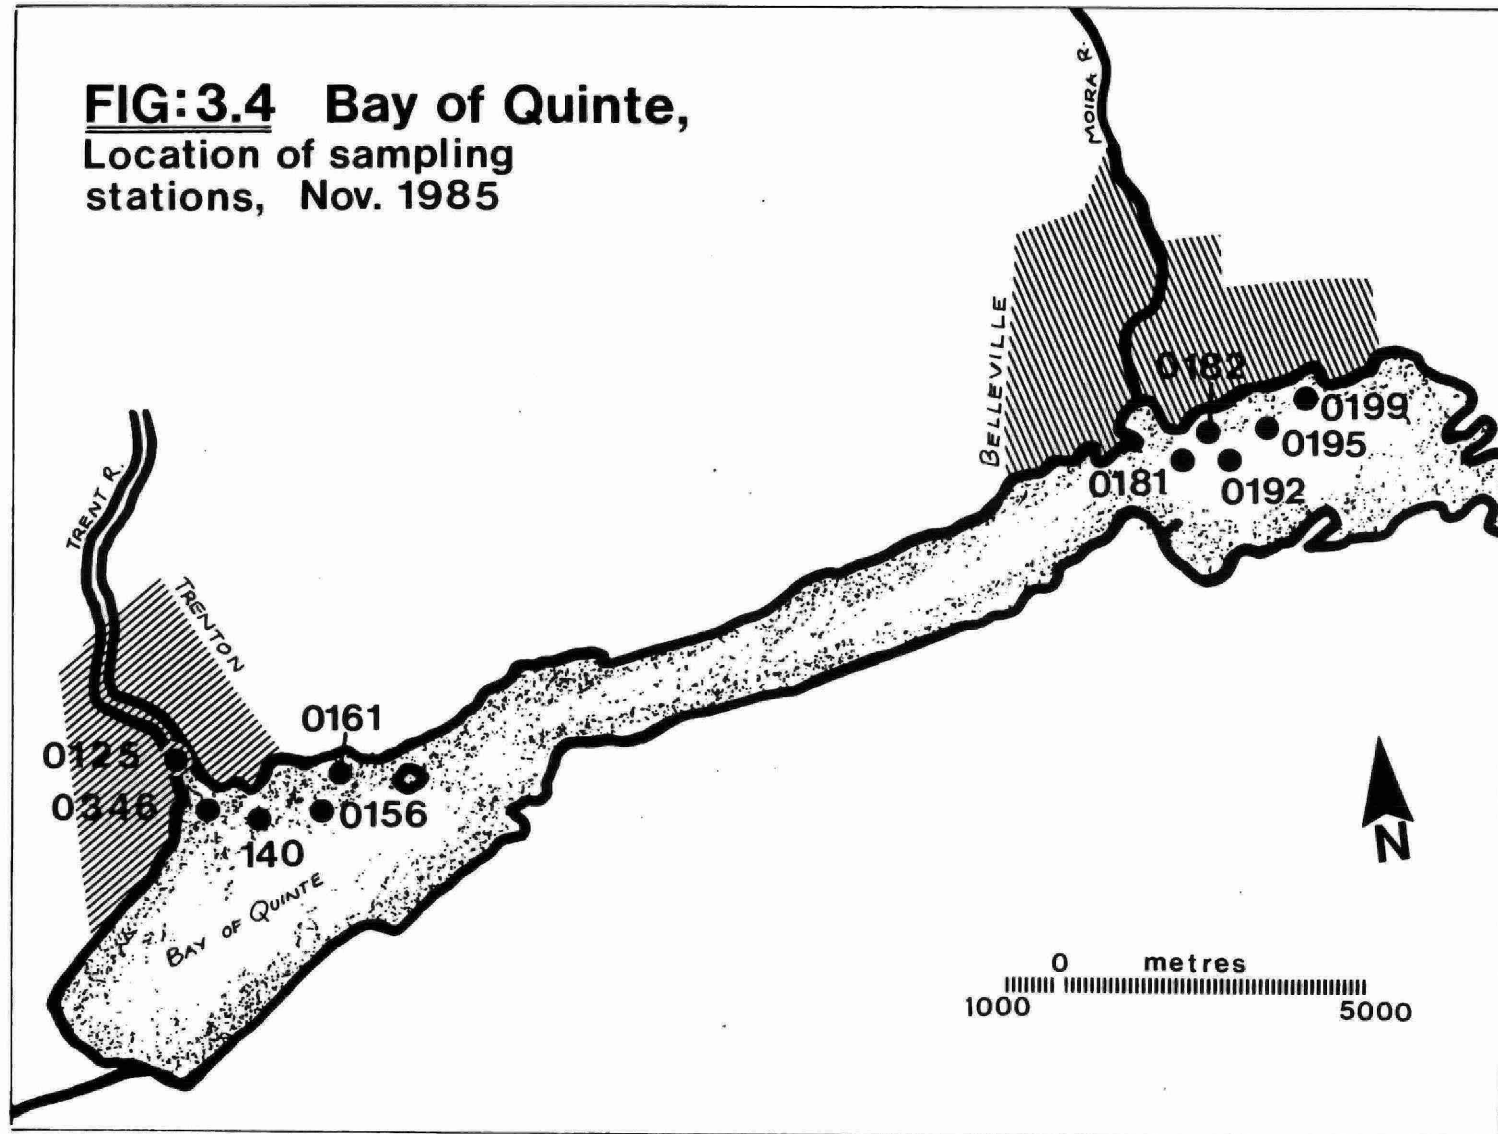 FIG:3.4 Bay of Quinte,
Location of sampling
stations, Nov. 1985
MOIRA R.
BELLEVILLE
0182
0199
0195
0181
0192
TRENT R.
TRENTON
0161
0125
0346
0156
140
BAY OF QUINTE
N
0 metres
1000 5000